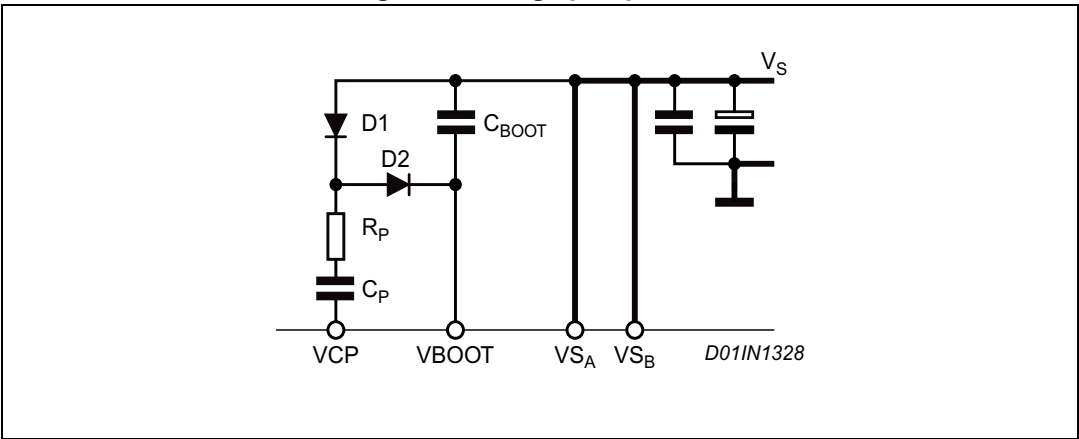 V_S
D1
C_BOOT
D2
R_P
C_P
VCP VBOOT VS_A VS_B D01IN1328